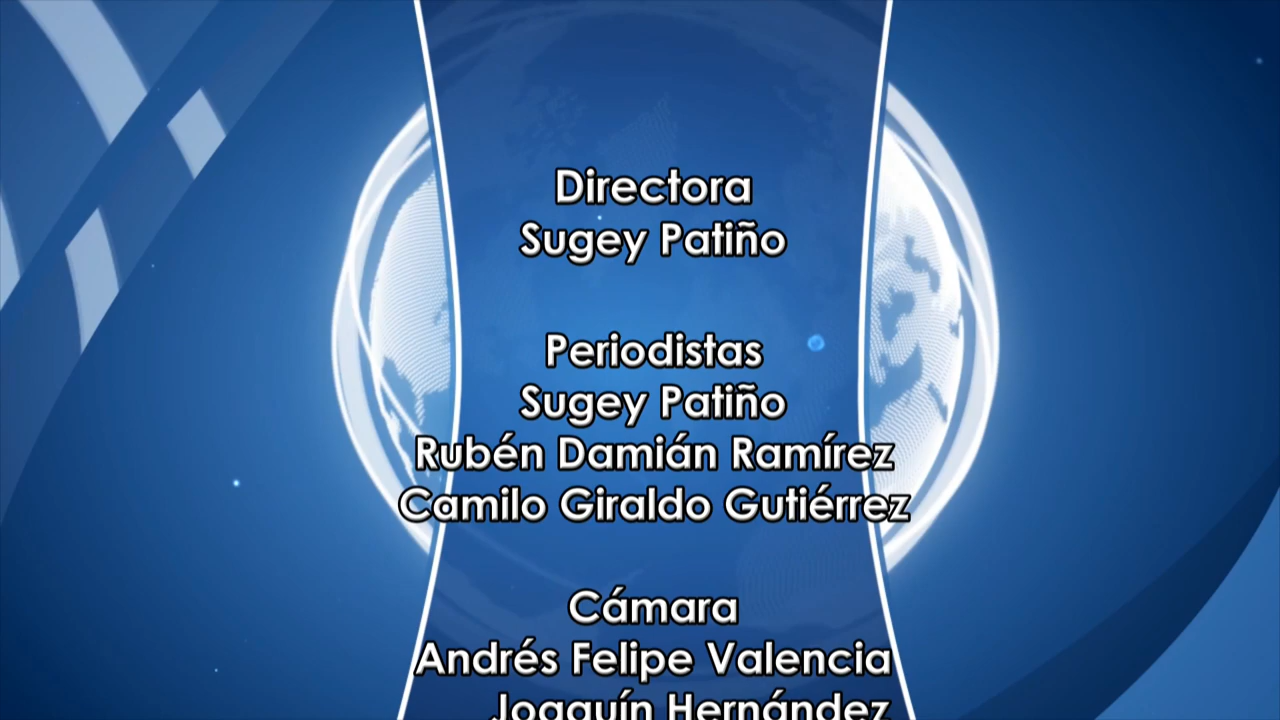 Directora
Sugey Patiño
Periodistas
Sugey Patiño
Rubén Damián Ramírez
Camilo Giraldo Gutiérrez
Cámara
Andrés Felipe Valencia
Joaquín Hernández